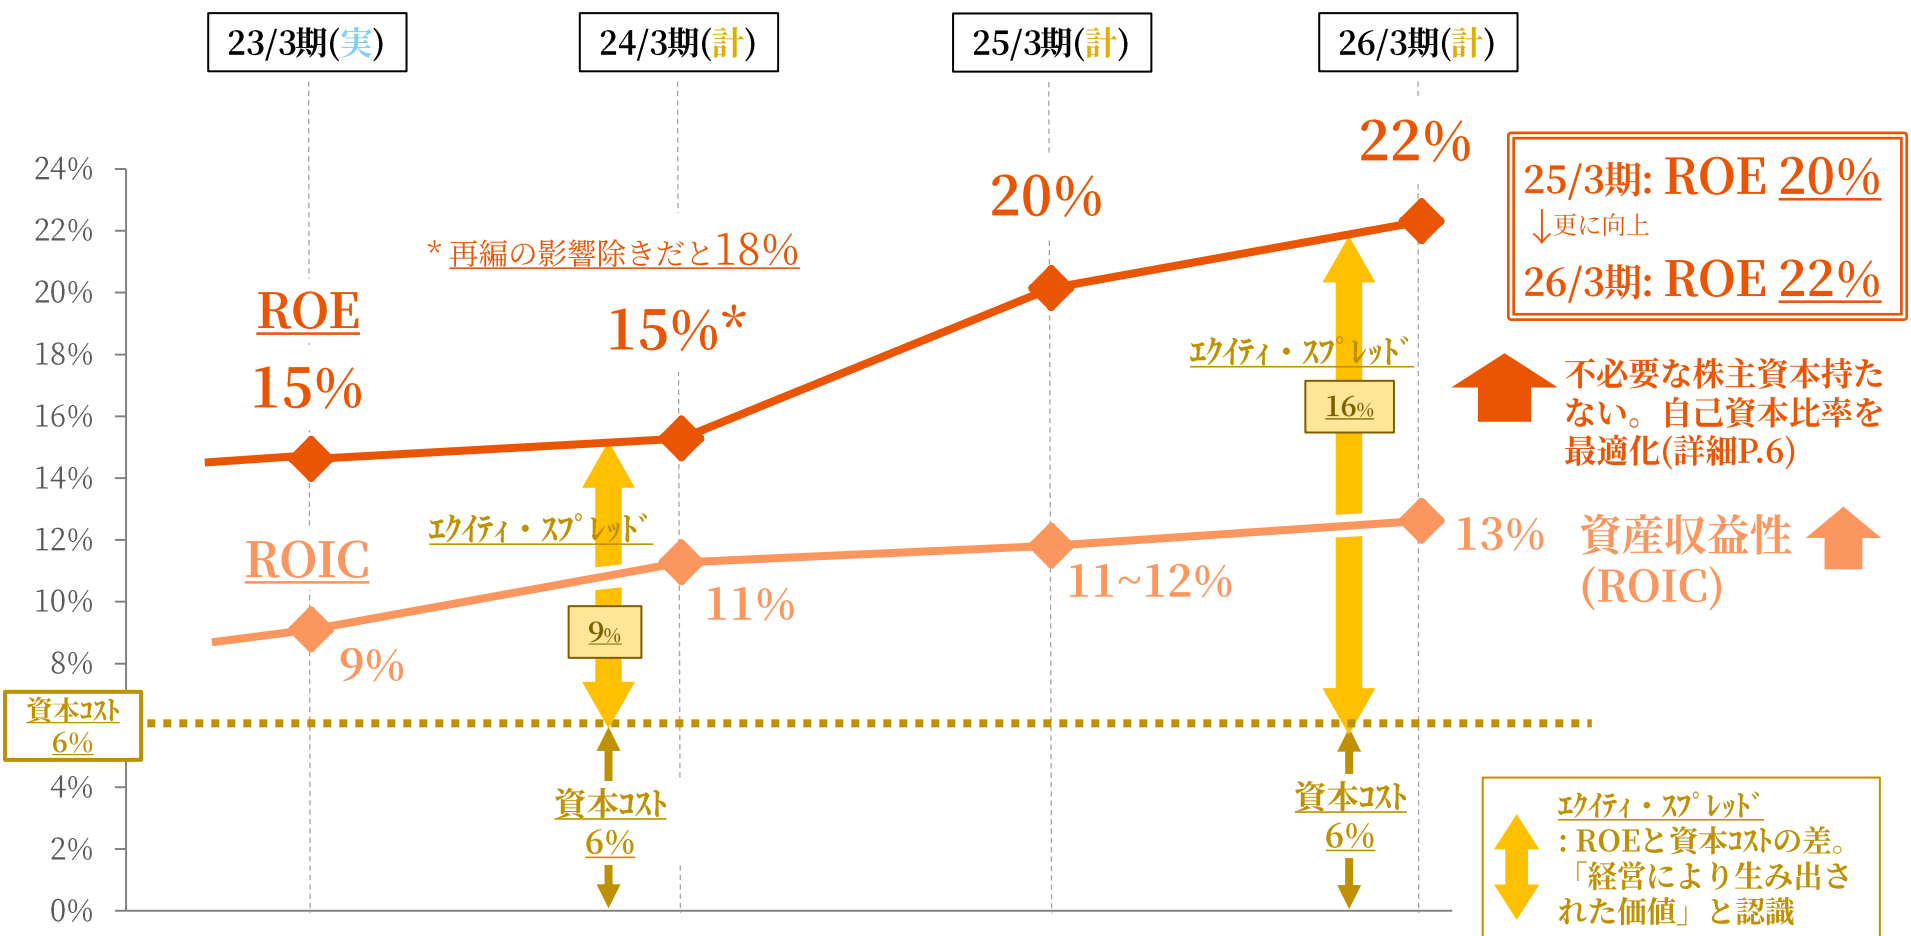 23/3期(実)
24/3期(計)
25/3期(計)
26/3期(計)
24%
22%
20%
18%
16%
14%
12%
10%
8%
資本ｺｽﾄ
6%
4%
2%
0%
ROE
15%
* 再編の影響除きだと18%
15%*
20%
22%
ROIC
9%
11%
11~12%
13%
ｴｸｲﾃｨ・ｽﾌﾟﾚｯﾄﾞ
9%
資本ｺｽﾄ
6%
ｴｸｲﾃｨ・ｽﾌﾟﾚｯﾄﾞ
16%
資本ｺｽﾄ
6%
25/3期: ROE 20%
↓更に向上
26/3期: ROE 22%
不必要な株主資本持た
ない。自己資本比率を
最適化(詳細P.6)
資産収益性
(ROIC)
ｴｸｲﾃｨ・ｽﾌﾟﾚｯﾄﾞ
: ROEと資本ｺｽﾄの差。
「経営により生み出さ
れた価値」と認識